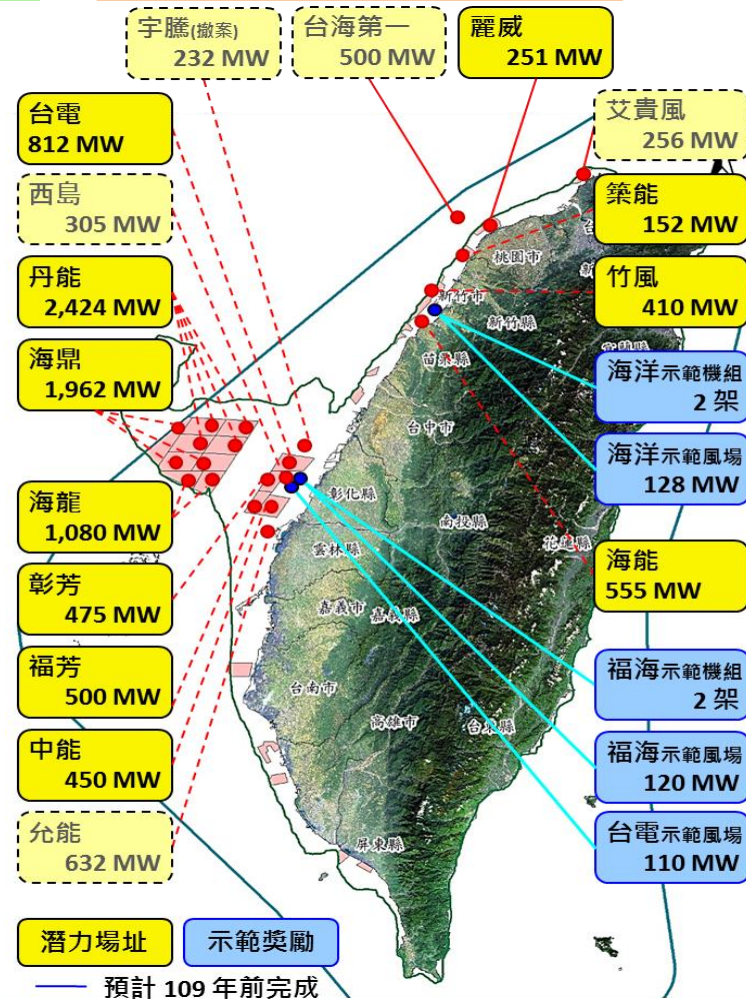 宇騰(撤案)
232 MW
台海第一
500 MW
麗威
251 MW
台電
812 MW
西島
305 MW
丹能
2,424 MW
海鼎
1,962 MW
海龍
1,080 MW
彰芳
475 MW
福芳
500 MW
中能
450 MW
允能
632 MW
艾貴風
256 MW
築能
152 MW
竹風
410 MW
海洋示範機組
2 架
海洋示範風場
128 MW
海能
555 MW
福海示範機組
2 架
福海示範風場
120 MW
台電示範風場
110 MW
桃園市
新竹市
新竹縣
苗栗縣
台中市
彰化縣
南投縣
花蓮縣
雲林縣
嘉義市
嘉義縣
台南市
高雄市
台東縣
屏東縣
潛力場址
示範獎勵
預計 109 年前完成